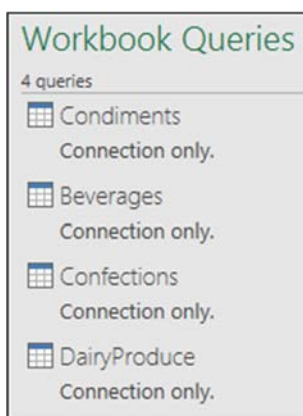 Workbook Queries
4 queries
Condiments
Connection only.
Beverages
Connection only.
Confections
Connection only.
DairyProduce
Connection only.